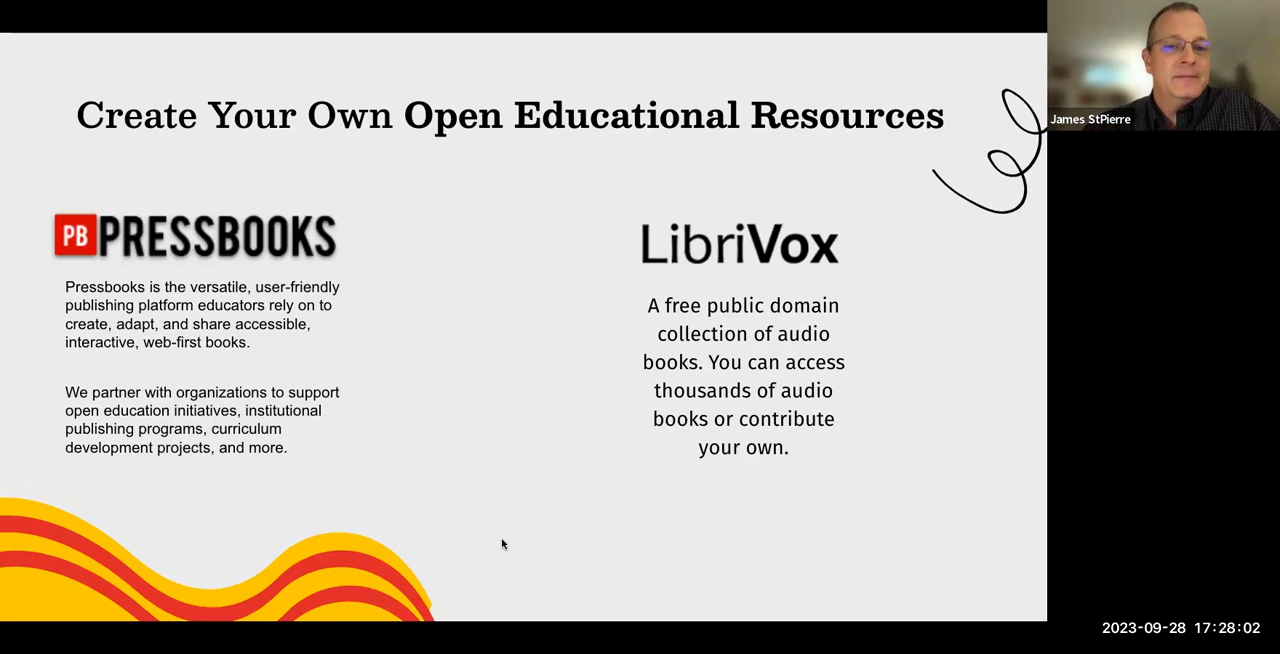 Create Your Own Open Educational Resources
PB PRESSBOOKS
Pressbooks is the versatile, user-friendly
publishing platform educators rely on to
create, adapt, and share accessible,
interactive, web-first books.
We partner with organizations to support
open education initiatives, institutional
publishing programs, curriculum
development projects, and more.
LibriVox
A free public domain
collection of audio
books. You can access
thousands of audio
books or contribute
your own.
James StPierre
2023-09-28 17:28:02